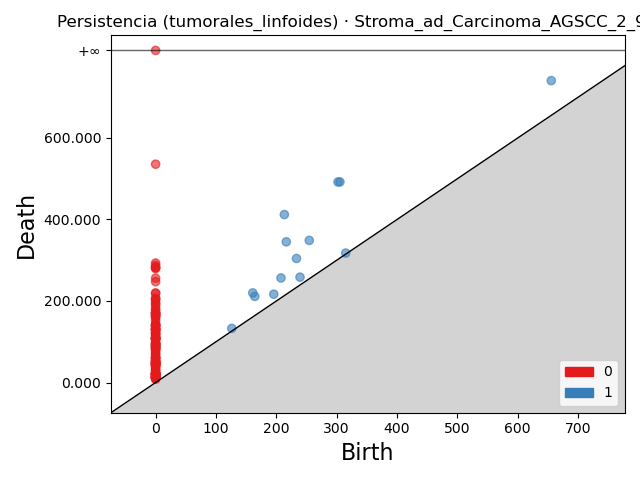 Persistencia (tumorales_linfoides) · Stroma_ad_Carcinoma_AGSCC_2_9
+∞
600.000
400.000
200.000
0.000
Death
0
1
0 100 200 300 400 500 600 700
Birth